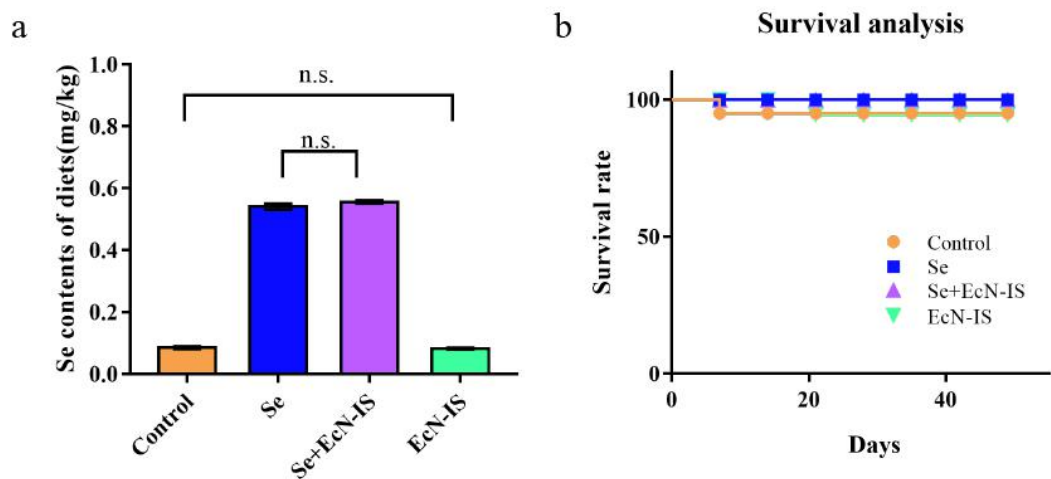 a
Se contents of diets(mg/kg)
1.0
0.8
0.6
0.4
0.2
0.0
n.s.
n.s.
Control
Se
Se+EcN-IS
EcN-IS
b
Survival analysis
Survival rate
100
50
0
0
20
40
Days
Control
Se
Se+EcN-IS
EcN-IS